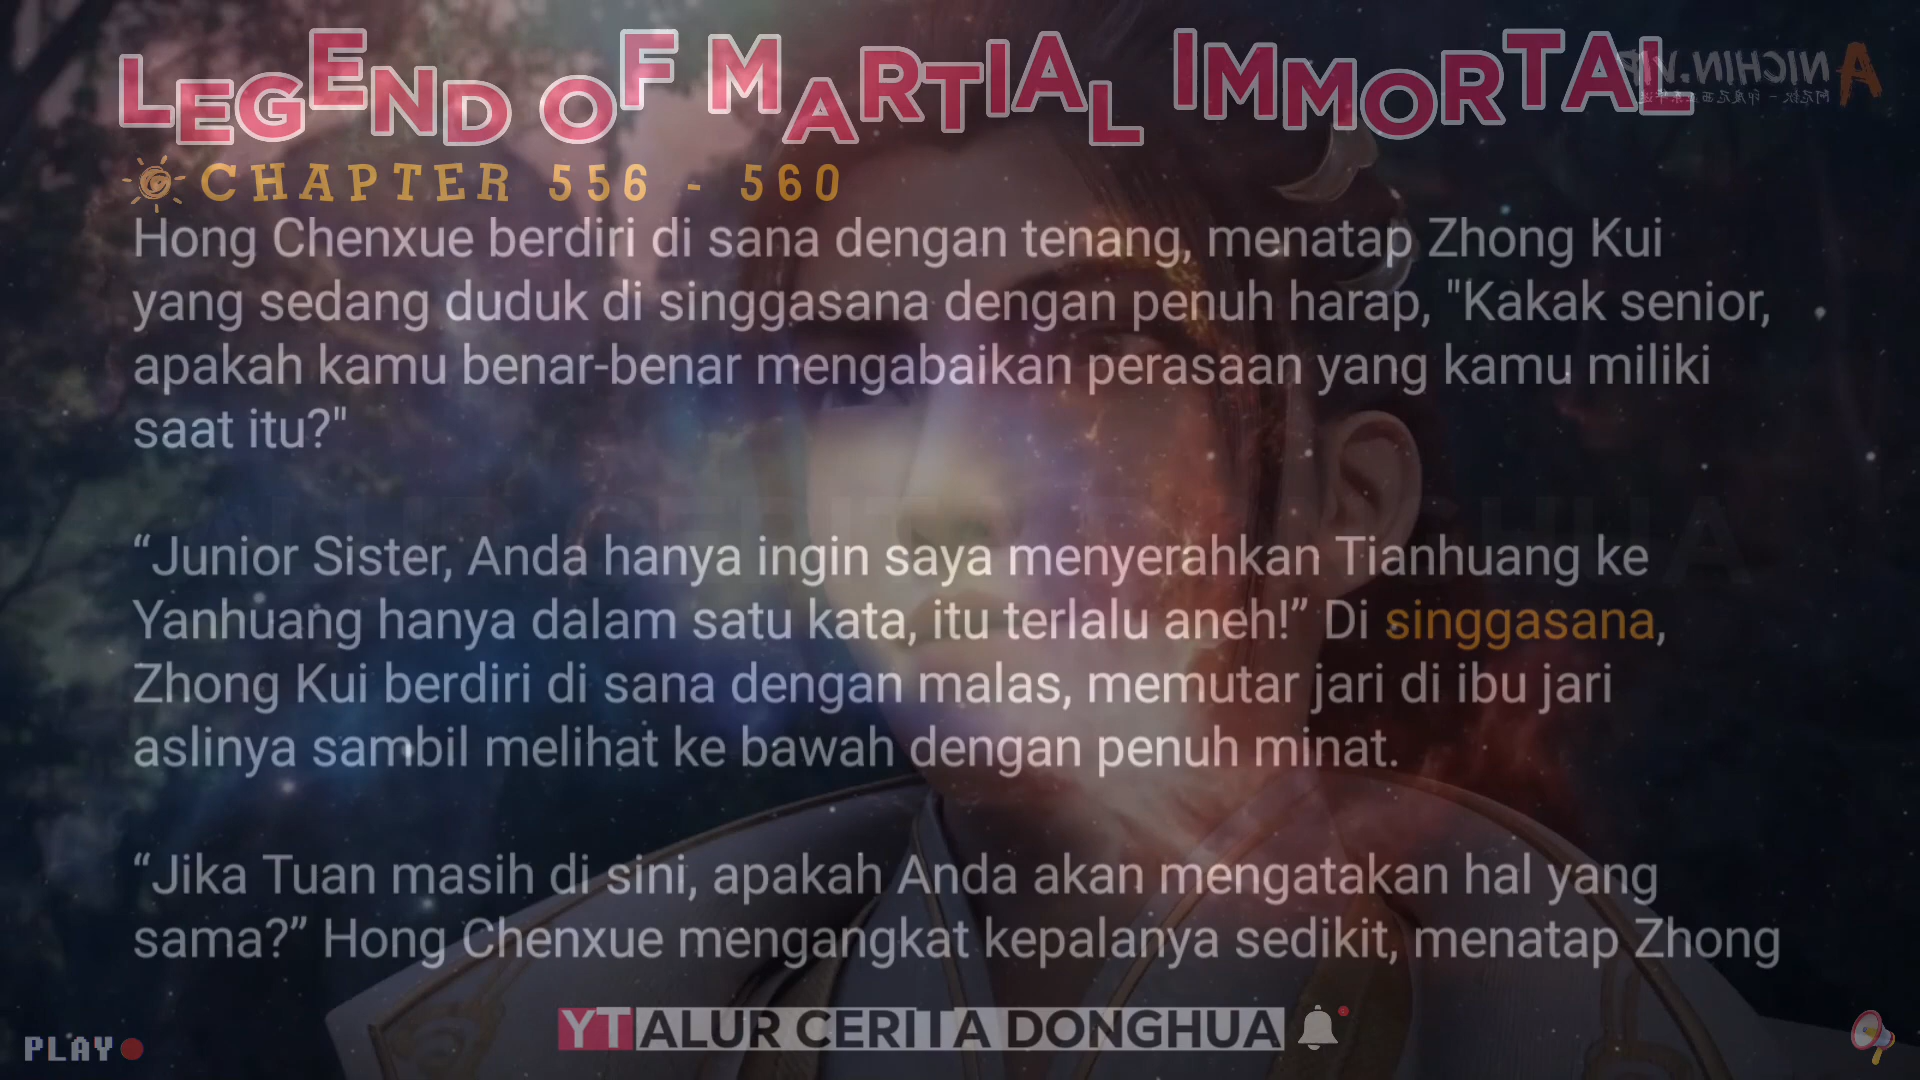 LEGEND OF MARTIAL IMMORTAL
ANICHIN.VIP
CHAPTER 556 - 560
Hong Chenxue berdiri di sana dengan tenang, menatap Zhong Kui
yang sedang duduk di singgasana dengan penuh harap, "Kakak senior,
apakah kamu benar-benar mengabaikan perasaan yang kamu miliki
saat itu?"
“Junior Sister, Anda hanya ingin saya menyerahkan Tianhuang ke
Yanhuang hanya dalam satu kata, itu terlalu aneh!” Di singgasana,
Zhong Kui berdiri di sana dengan malas, memutar jari di ibu jari
aslinya sambil melihat ke bawah dengan penuh minat.
“Jika Tuan masih di sini, apakah Anda akan mengatakan hal yang
sama?” Hong Chenxue mengangkat kepalanya sedikit, menatap Zhong
YT ALUR CERITA DONGHUA
PLAY